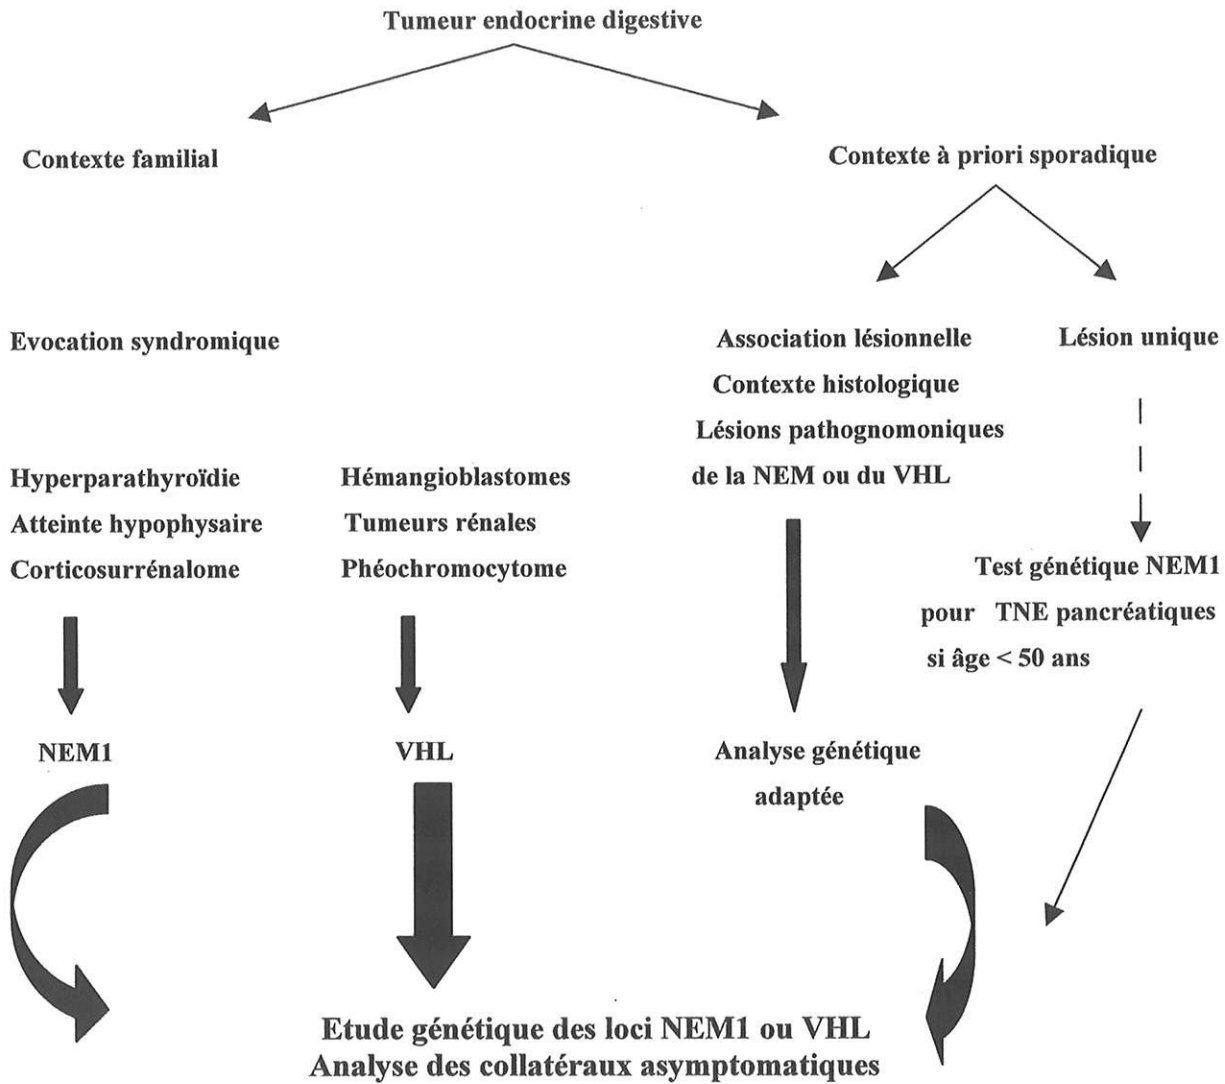 Tumeur endocrine digestive
Contexte familial
Contexte à priori sporadique
Evocation syndromique
Association lésionnelle
Contexte histologique
Lésions pathognomoniques
de la NEM ou du VHL
Lésion unique
Hyperparathyroïdie
Atteinte hypophysaire
Corticosurrénalome
Hémangioblastomes
Tumeurs rénales
Phéochromocytome
Test génétique NEM1
pour TNE pancréatiques
si âge < 50 ans
NEM1
VHL
Analyse génétique
adaptée
Etude génétique des loci NEM1 ou VHL
Analyse des collatéraux asymptomatiques